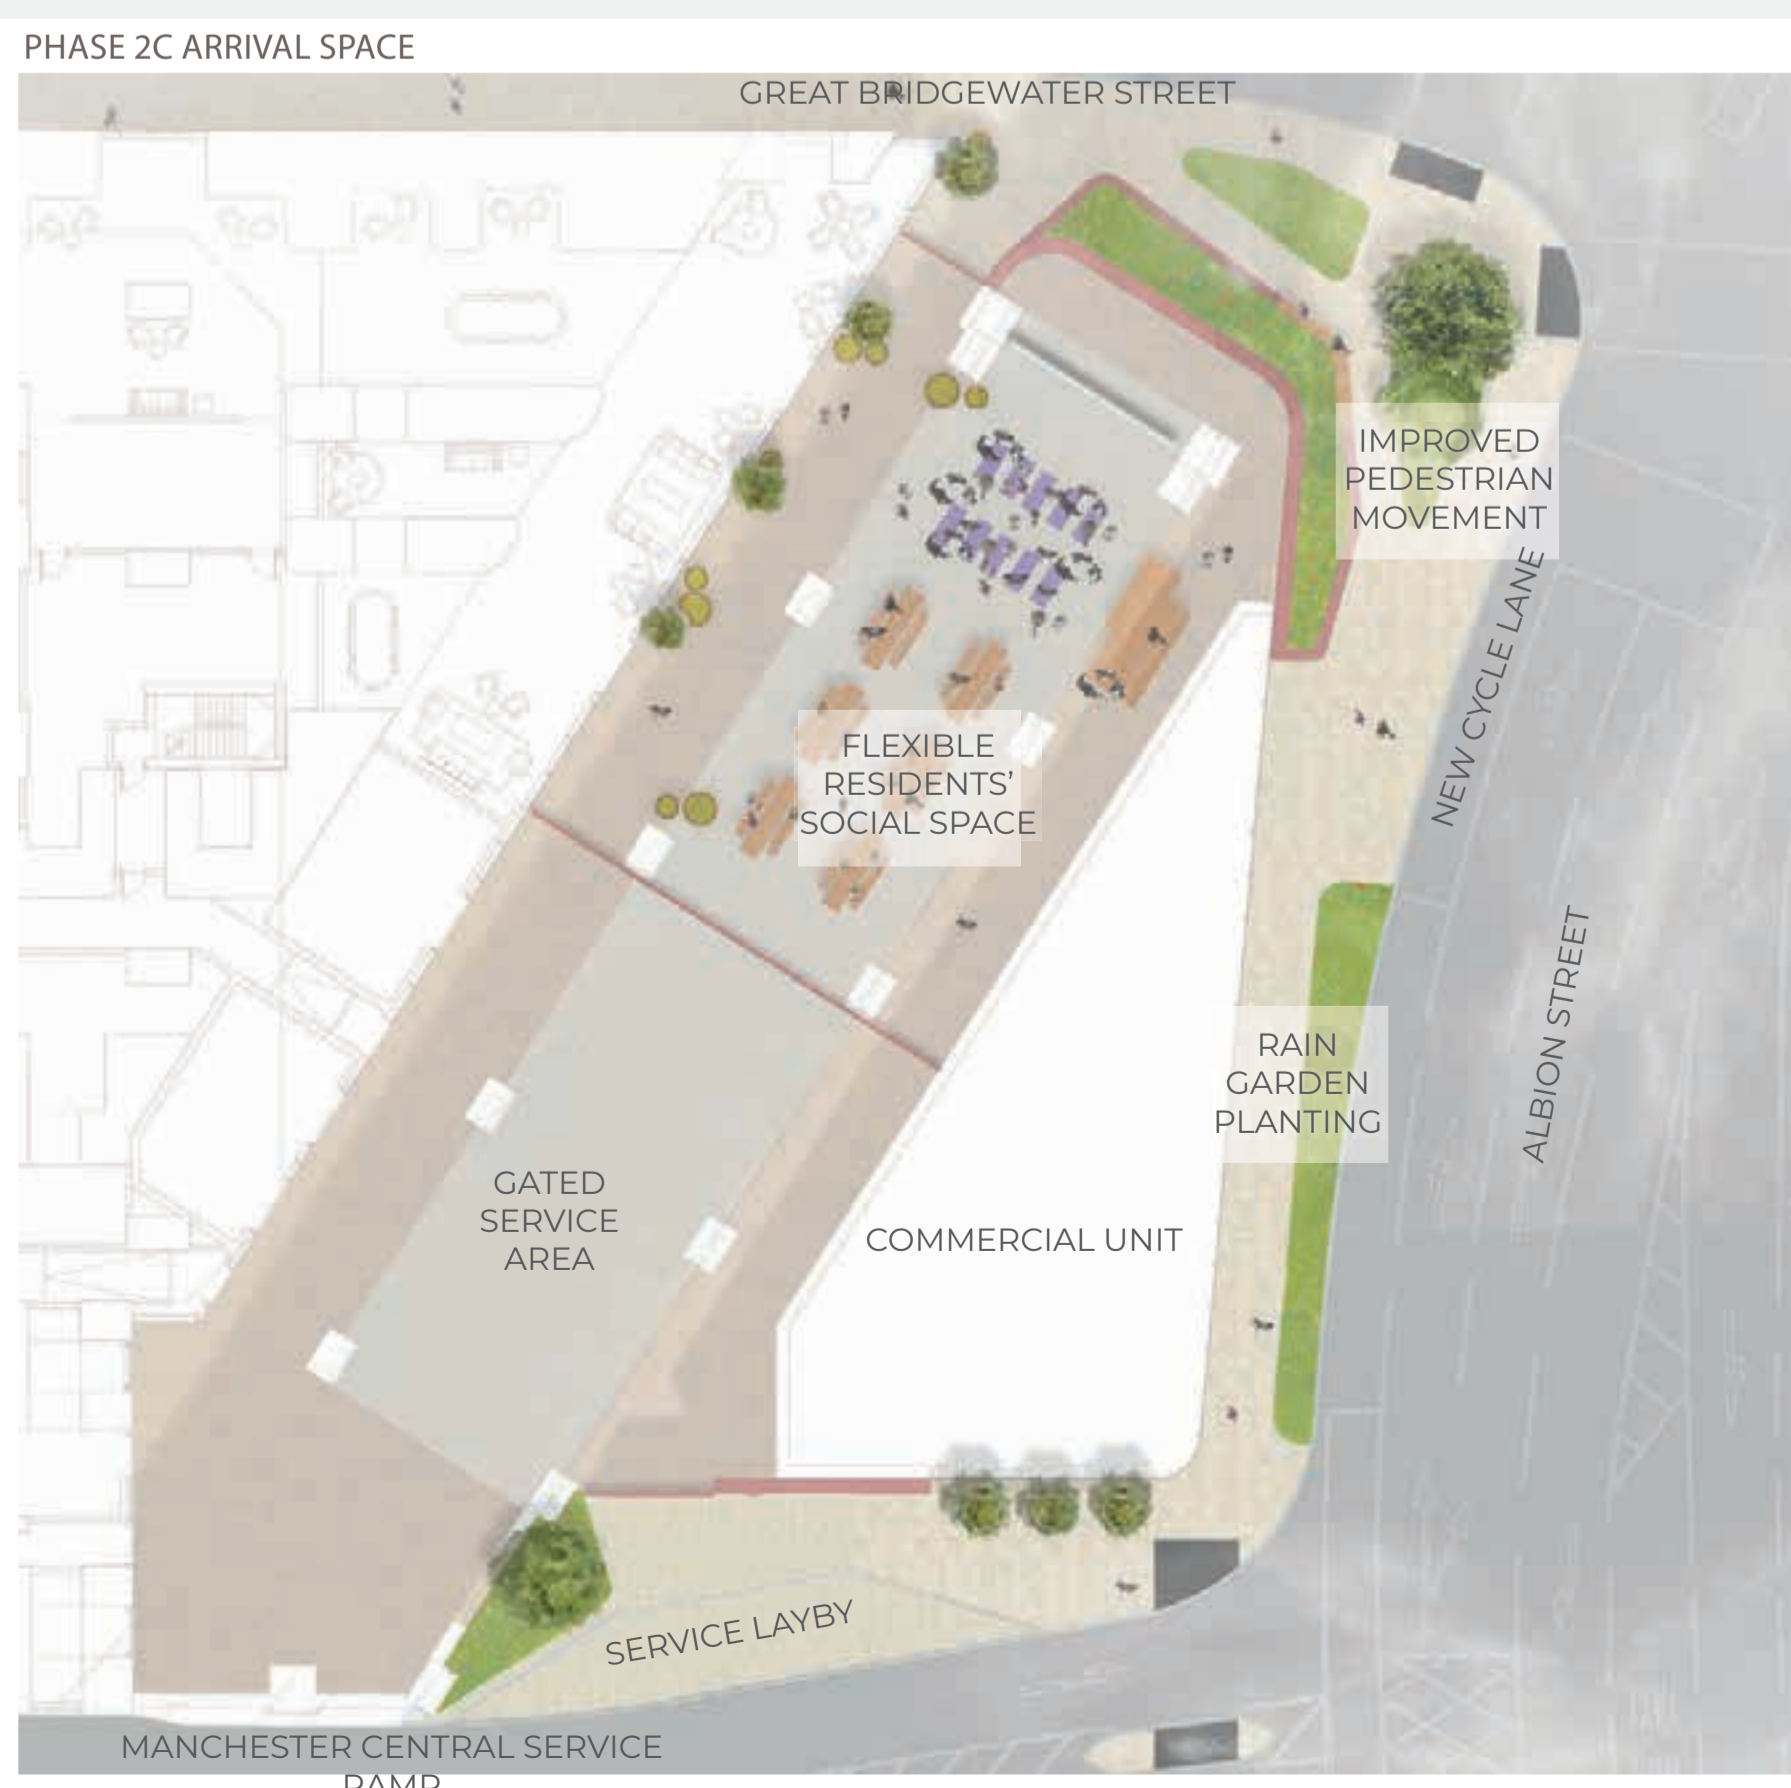 PHASE 2C ARRIVAL SPACE
GREAT BRIDGEWATER STREET
IMPROVED
PEDESTRIAN
MOVEMENT
NEW CYCLE LANE
FLEXIBLE
RESIDENTS'
SOCIAL SPACE
ALBION STREET
RAIN
GARDEN
PLANTING
GATED
SERVICE
AREA
COMMERCIAL UNIT
SERVICE LAYBY
MANCHESTER CENTRAL SERVICE
RAMP